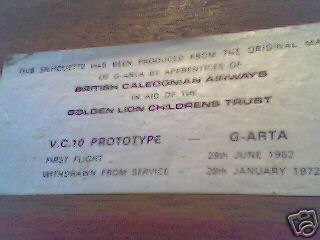 THIS SILHOUETTE HAS BEEN PRODUCED FROM THE ORIGINAL MA
OF G-ARTA BY APPRENTICES OF
BRITISH CALEDONIAN AIRWAYS
IN AID OF THE
GOLDEN LION CHILDRENS TRUST
V.C.10 PROTOTYPE — G-ARTA
FIRST FLIGHT 29th JUNE 1962
WITHDRAWN FROM SERVICE - 28th JANUARY 1972